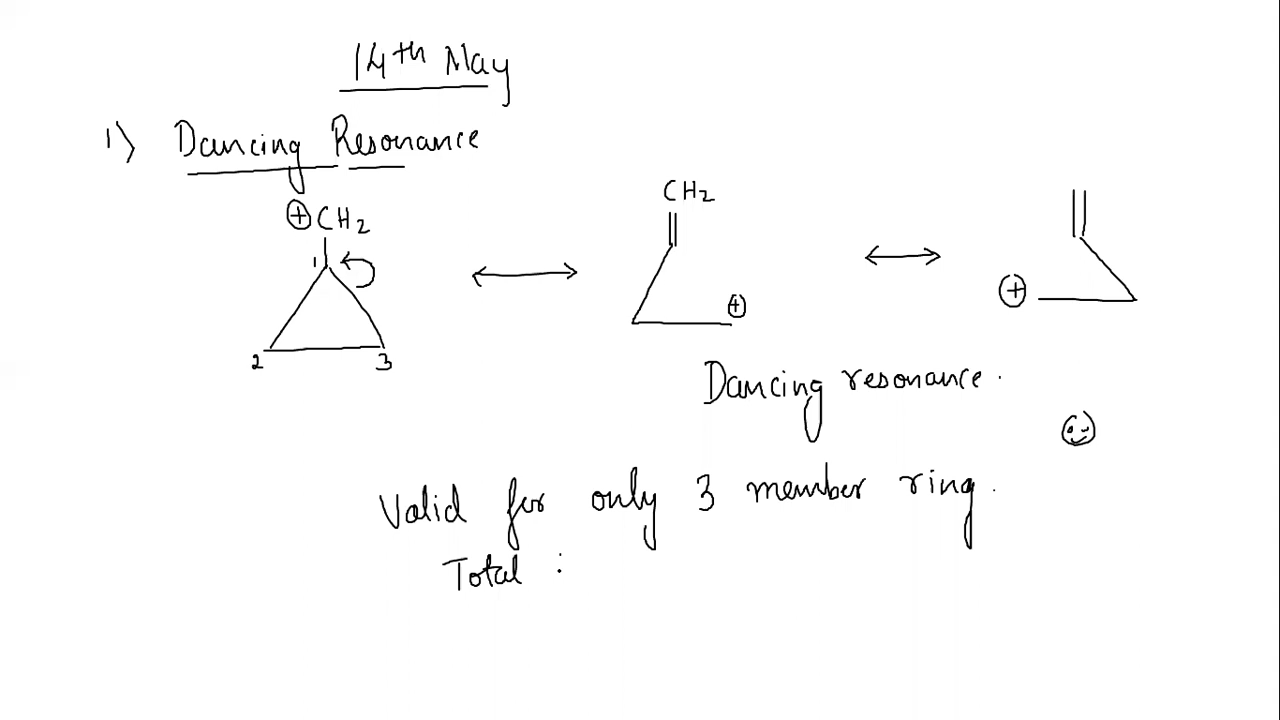 14th May
1) Dancing Resonance
⊕ CH2
1
2 3
CH2
⊕
⊕
Dancing resonance.
Valid for only 3 member ring.
Total :